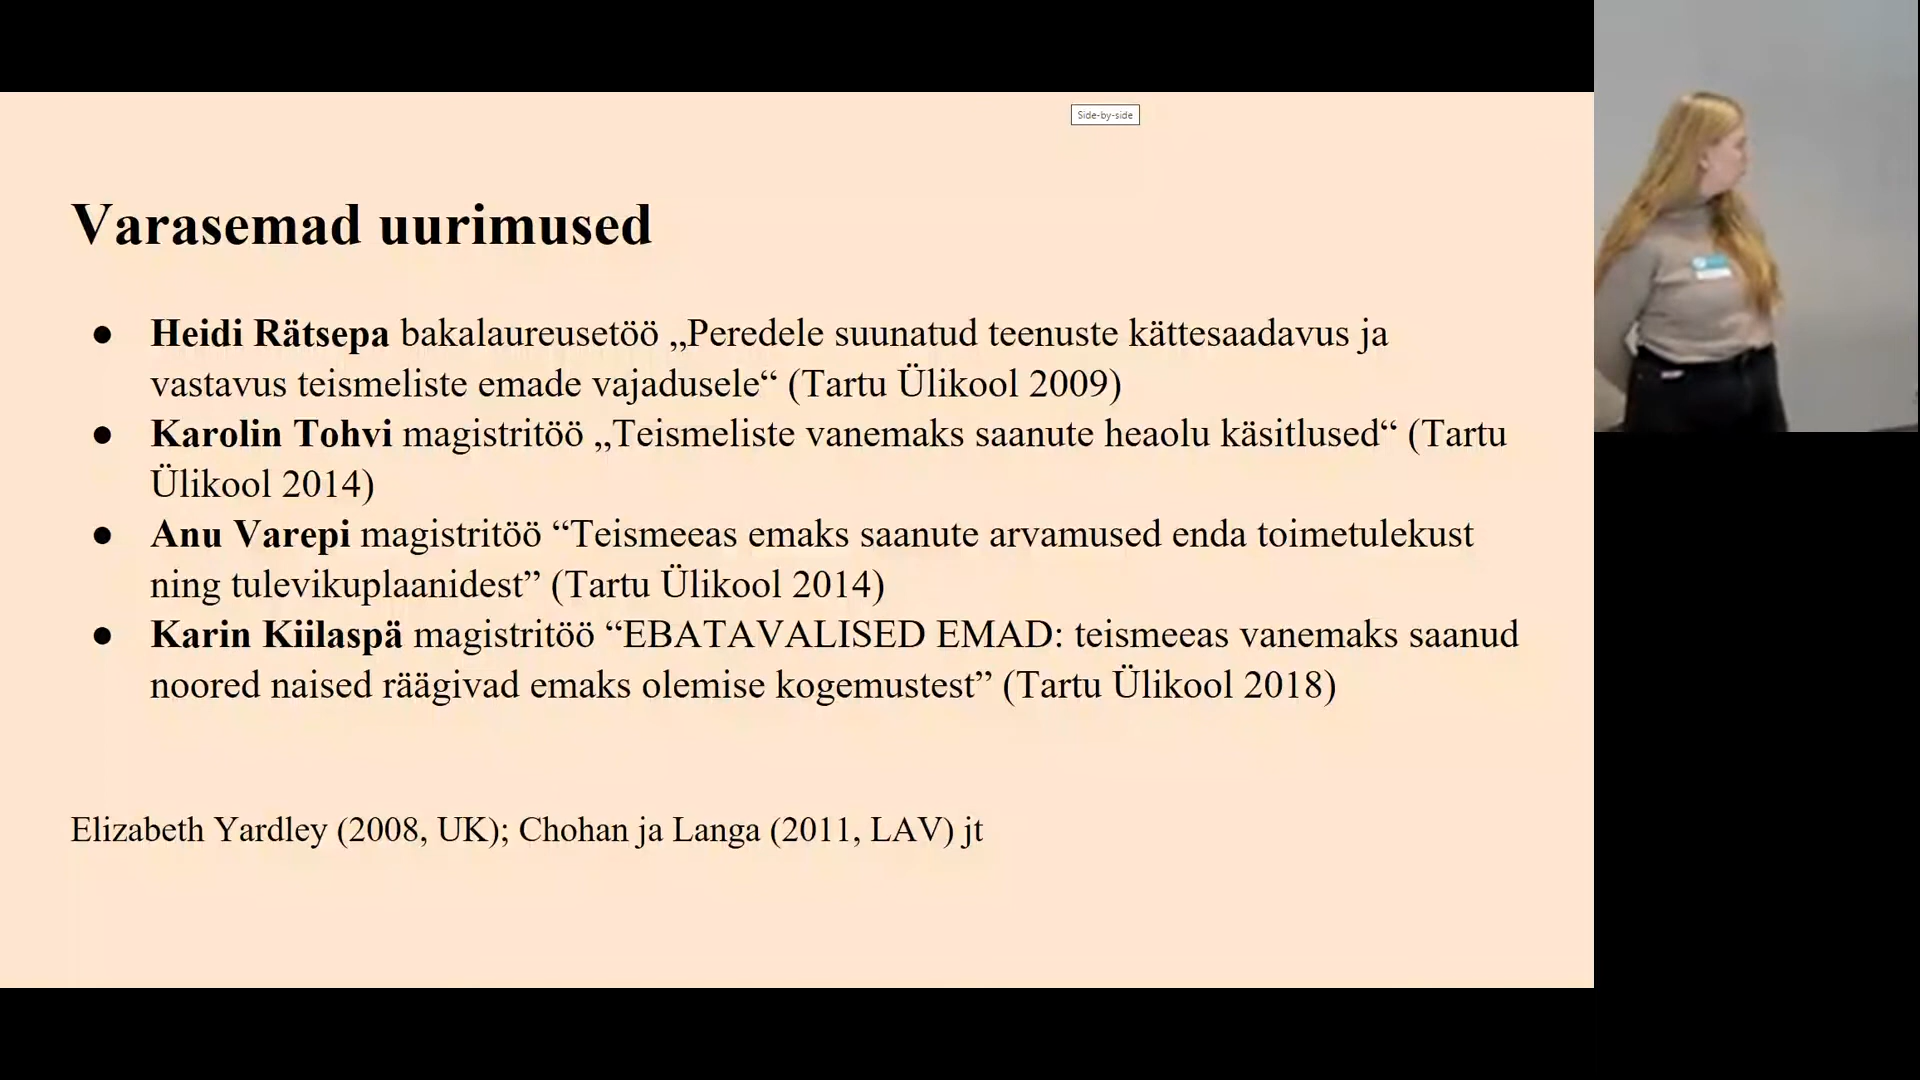 Side-by-side
Varasemad uurimused
● Heidi Rätsepa bakalaureusetöö „Peredele suunatud teenuste kättesaadavus ja
vastavus teismeliste emade vajadusele“ (Tartu Ülikool 2009)
● Karolin Tohvi magistritöö „Teismeliste vanemaks saanute heaolu käsitlused“ (Tartu
Ülikool 2014)
● Anu Varepi magistritöö “Teismeeas emaks saanute arvamused enda toimetulekust
ning tulevikuplaanidest” (Tartu Ülikool 2014)
● Karin Kiilaspä magistritöö “EBATAVALISED EMAD: teismeeas vanemaks saanud
noored naised räägivad emaks olemise kogemustest” (Tartu Ülikool 2018)
Elizabeth Yardley (2008, UK); Chohan ja Langa (2011, LAV) jt